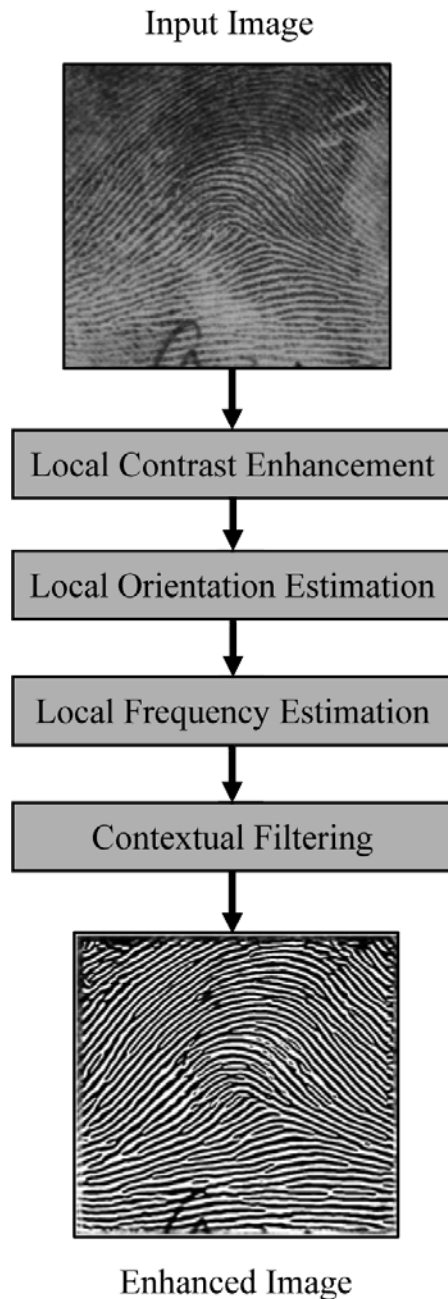 Input Image
Local Contrast Enhancement
Local Orientation Estimation
Local Frequency Estimation
Contextual Filtering
Enhanced Image